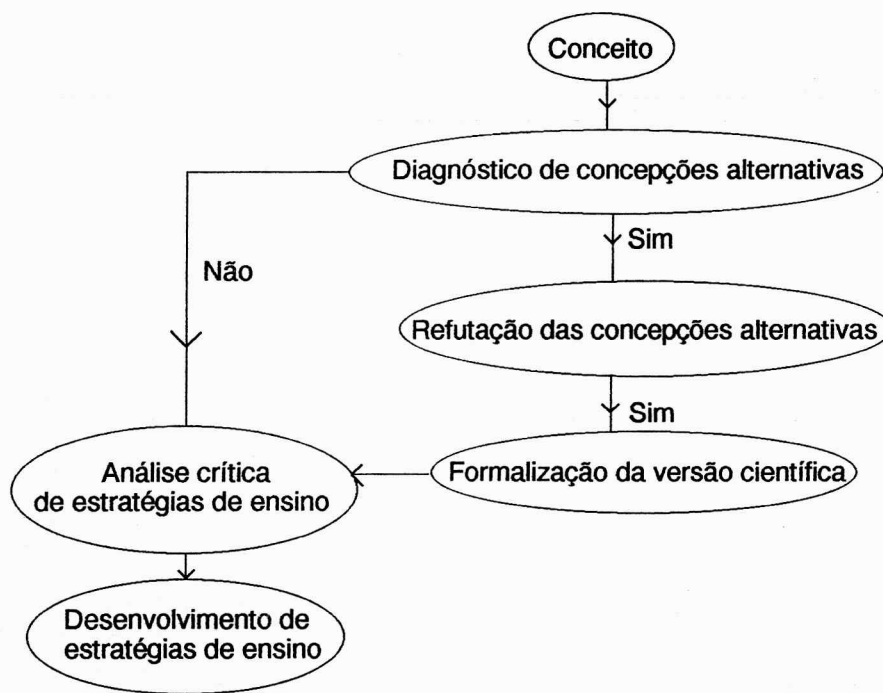 Conceito
Diagnóstico de concepções alternativas
Sim
Não
Refutação das concepções alternativas
Sim
Formalização da versão científica
Análise crítica
de estratégias de ensino
Desenvolvimento de
estratégias de ensino